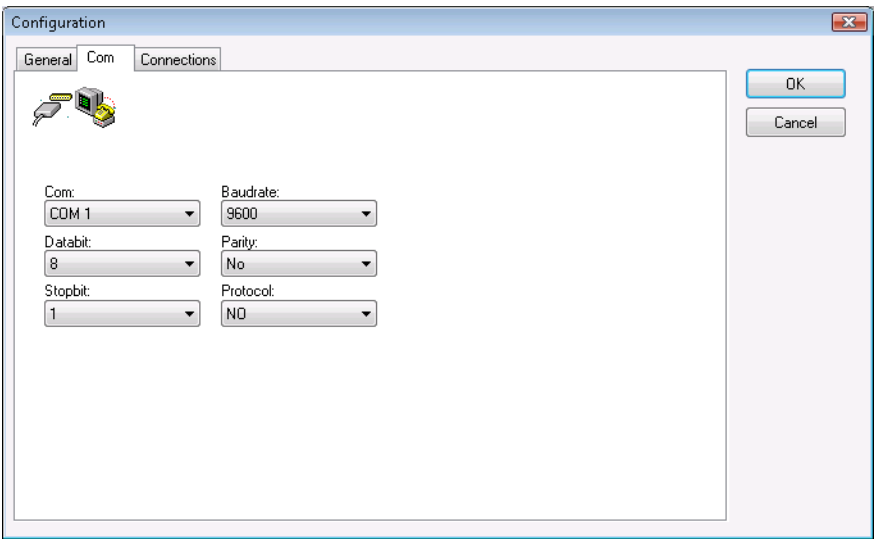 Configuration
General Com Connections
OK
Cancel
Com: Baudrate:
COM 1 9600
Databit: Parity:
8 No
Stopbit: Protocol:
1 NO